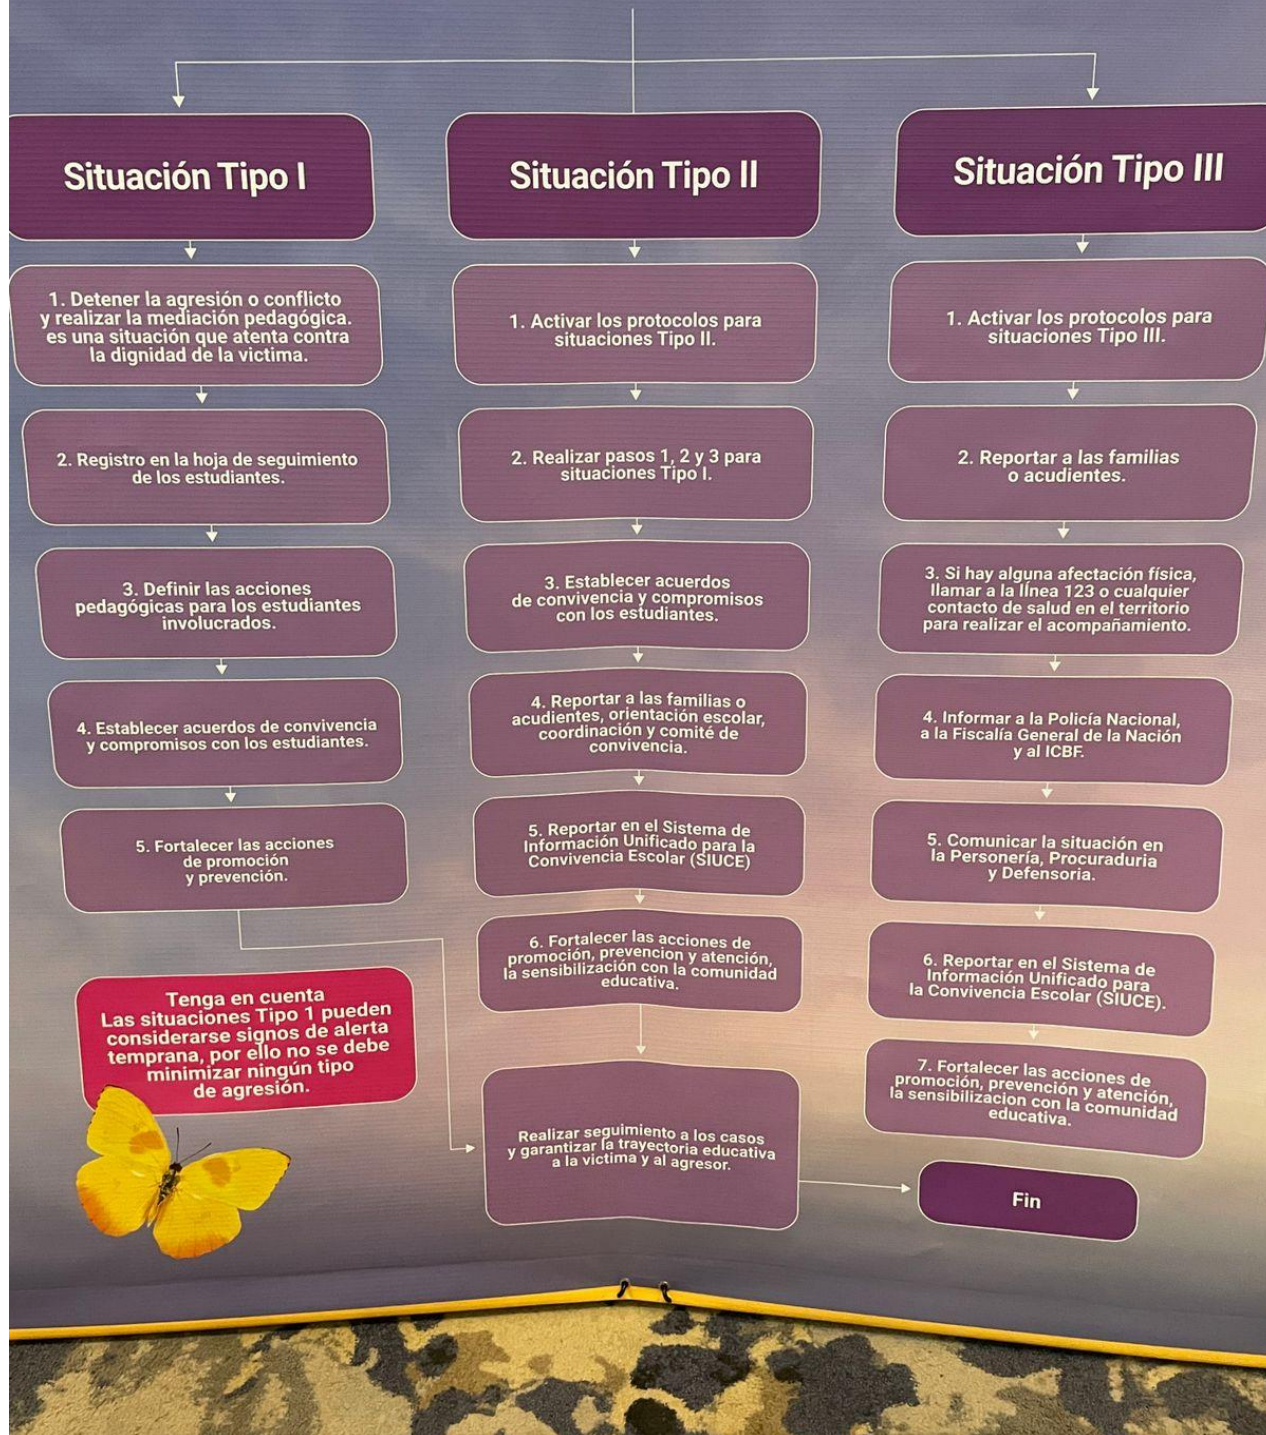 Situación Tipo I
1. Detener la agresión o conflicto
y realizar la mediación pedagógica.
es una situación que atenta contra
la dignidad de la victima.
2. Registro en la hoja de seguimiento
de los estudiantes.
3. Definir las acciones
pedagógicas para los estudiantes
involucrados.
4. Establecer acuerdos de convivencia
y compromisos con los estudiantes.
5. Fortalecer las acciones
de promoción
y prevención.
Tenga en cuenta
Las situaciones Tipo 1 pueden
considerarse signos de alerta
temprana, por ello no se debe
minimizar ningún tipo
de agresión.
Situación Tipo II
1. Activar los protocolos para
situaciones Tipo II.
2. Realizar pasos 1, 2 y 3 para
situaciones Tipo I.
3. Establecer acuerdos
de convivencia y compromisos
con los estudiantes.
4. Reportar a las familias o
acudientes, orientación escolar,
coordinación y comité de
convivencia.
5. Reportar en el Sistema de
Información Unificado para la
Convivencia Escolar (SIUCE)
6. Fortalecer las acciones de
promoción, prevencion y atención,
la sensibilización con la comunidad
educativa.
Realizar seguimiento a los casos
y garantizar la trayectoria educativa
a la victima y al agresor.
Situación Tipo III
1. Activar los protocolos para
situaciones Tipo III.
2. Reportar a las familias
o acudientes.
3. Si hay alguna afectación física,
llamar a la línea 123 o cualquier
contacto de salud en el territorio
para realizar el acompañamiento.
4. Informar a la Policía Nacional,
a la Fiscalía General de la Nación
y al ICBF.
5. Comunicar la situación en
la Personería, Procuraduria
y Defensoria.
6. Reportar en el Sistema de
Información Unificado para
la Convivencia Escolar (SIUCE).
7. Fortalecer las acciones de
promoción, prevención y atención,
la sensibilizacion con la comunidad
educativa.
Fin